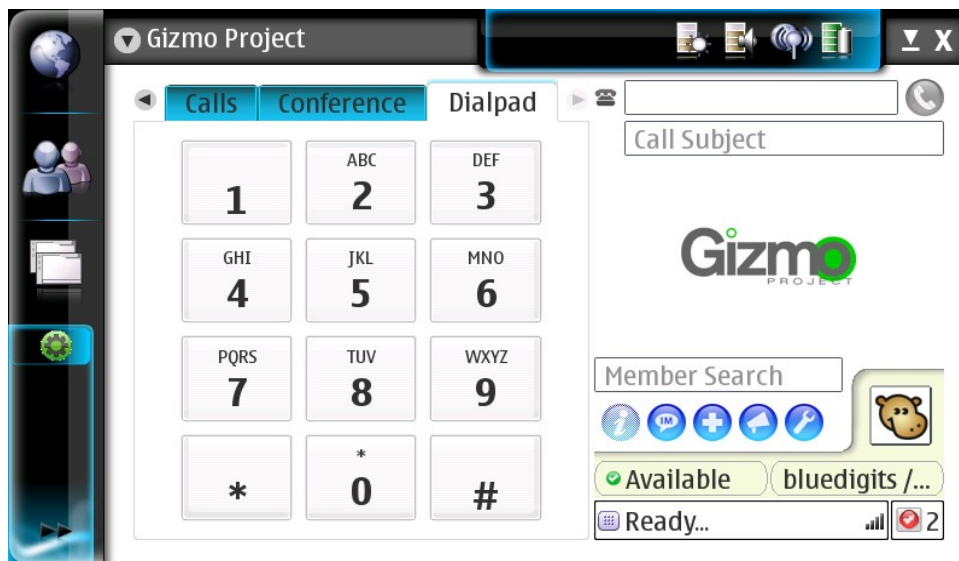 Gizmo Project
X
Calls
Conference
Dialpad
Call Subject
1
ABC
2
DEF
3
GHI
4
JKL
5
MNO
6
PQRS
7
TUV
8
WXYZ
9
*
*
0
#
Gizmo
PROJECT
Member Search
i
IM
Available
bluedigits /...
Ready...
2